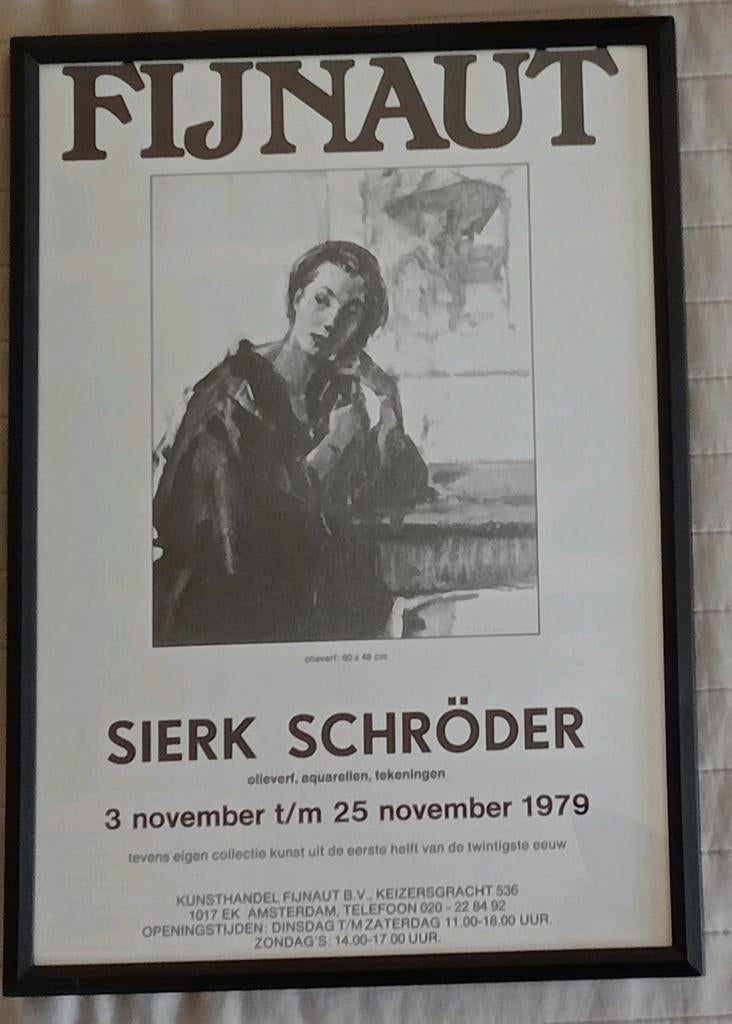 FIJNAUT
olieverf: 60 x 48 cm
SIERK SCHRÖDER
olieverf, aquarellen, tekeningen
3 november t/m 25 november 1979
tevens eigen collectie kunst uit de eerste helft van de twintigste eeuw
KUNSTHANDEL FIJNAUT B.V., KEIZERSGRACHT 536
1017 EK AMSTERDAM, TELEFOON 020 - 22 84 92
OPENINGSTIJDEN: DINSDAG T/M ZATERDAG 11.00-18.00 UUR.
ZONDAG'S: 14.00-17.00 UUR.